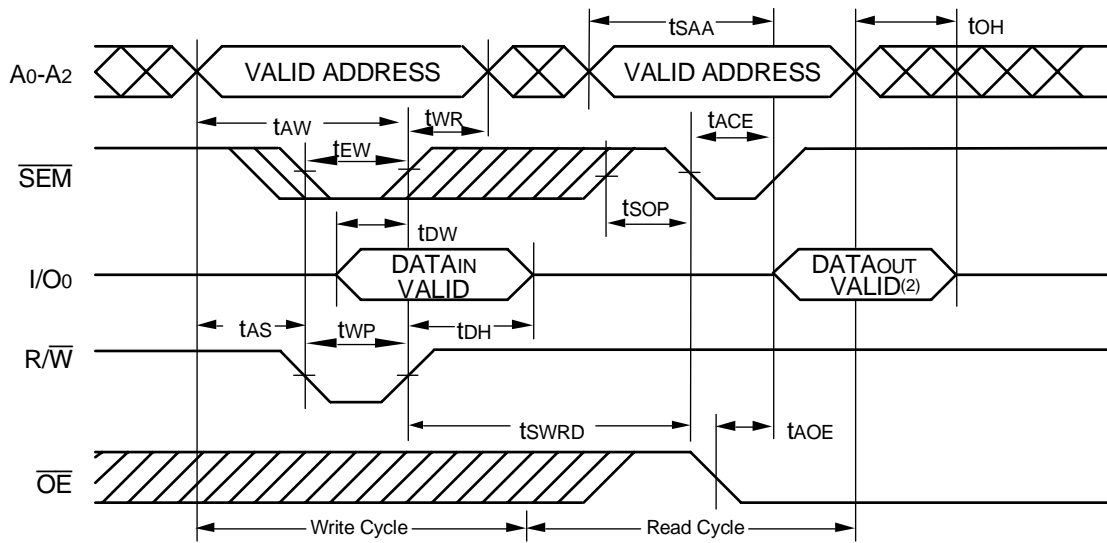 tSAA
tOH
A0-A2
VALID ADDRESS
VALID ADDRESS
tAW
tWR
tACE
tEW
SEM
tSOP
tDW
I/O0
DATAIN
VALID
DATAOUT
VALID(2)
tAS
tWP
tDH
R/W
tSWRD
tAOE
OE
Write Cycle
Read Cycle